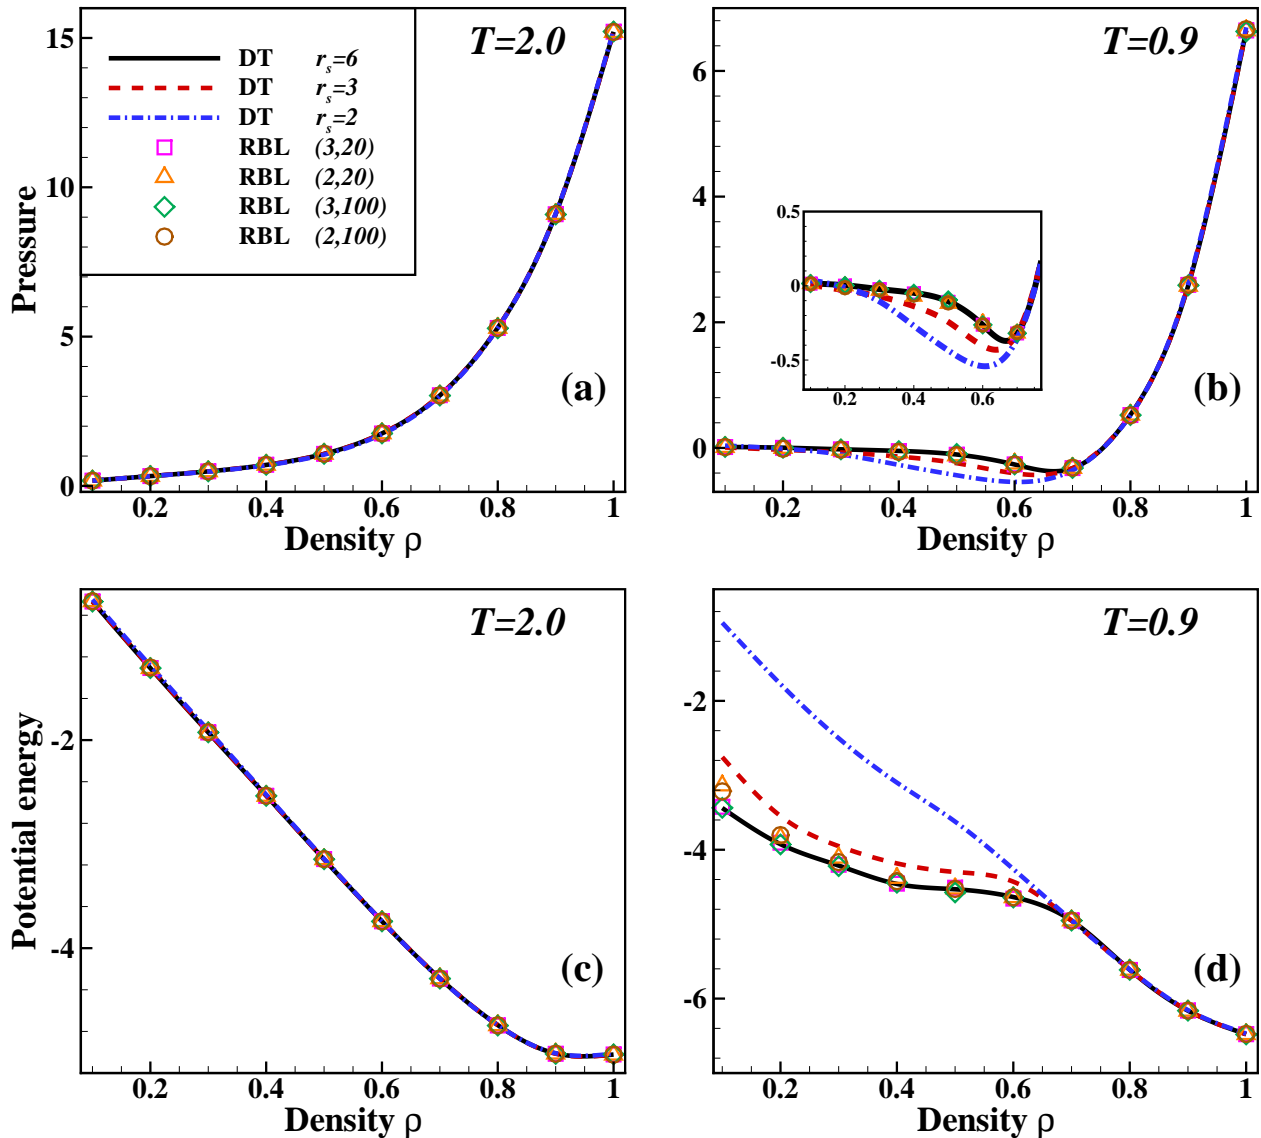 T=2.0
15
10
5
0
Pressure
DT r_s=6
DT r_s=3
DT r_s=2
RBL (3,20)
RBL (2,20)
RBL (3,100)
RBL (2,100)
(a)
0.2 0.4 0.6 0.8 1
Density ρ
T=0.9
6
4
2
0
0.5
0
-0.5
0.2 0.4 0.6
(b)
0.2 0.4 0.6 0.8 1
Density ρ
T=2.0
-2
-4
Potential energy
(c)
0.2 0.4 0.6 0.8 1
Density ρ
T=0.9
-2
-4
-6
(d)
0.2 0.4 0.6 0.8 1
Density ρ